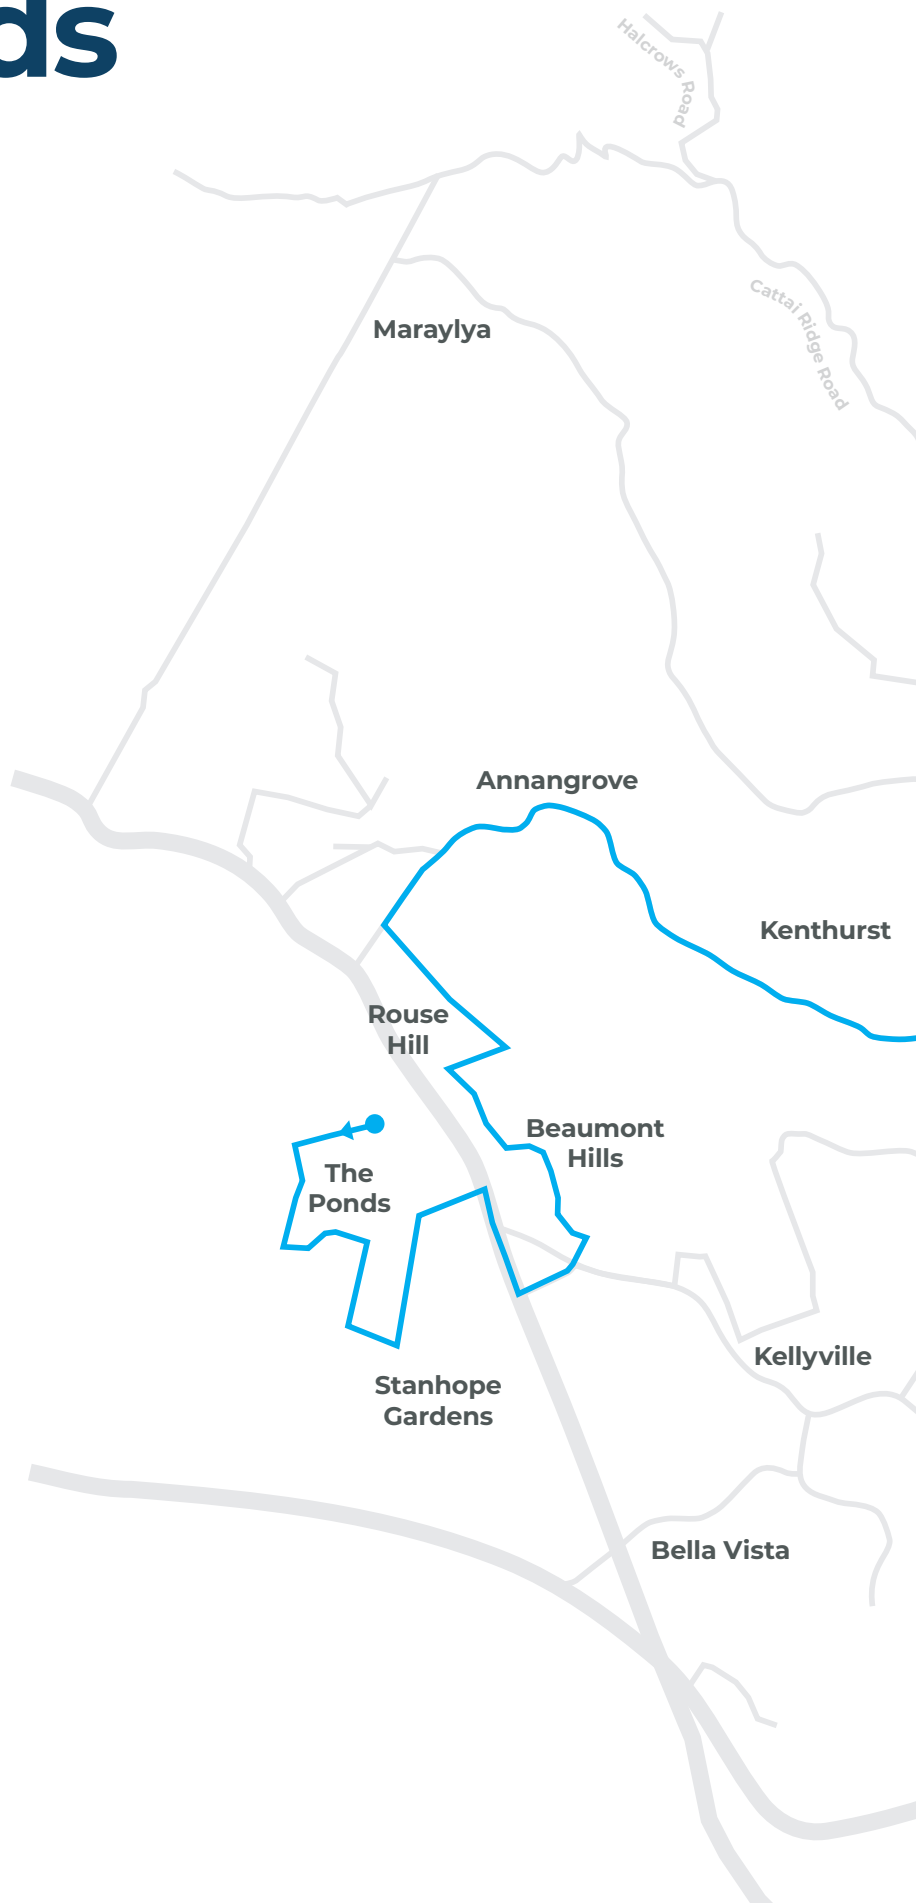 ds
Halcrows Road
Cattai Ridge Road
Maraylya
Annangrove
Kenthurst
Rouse
Hill
Beaumont
Hills
The
Ponds
Kellyville
Stanhope
Gardens
Bella Vista